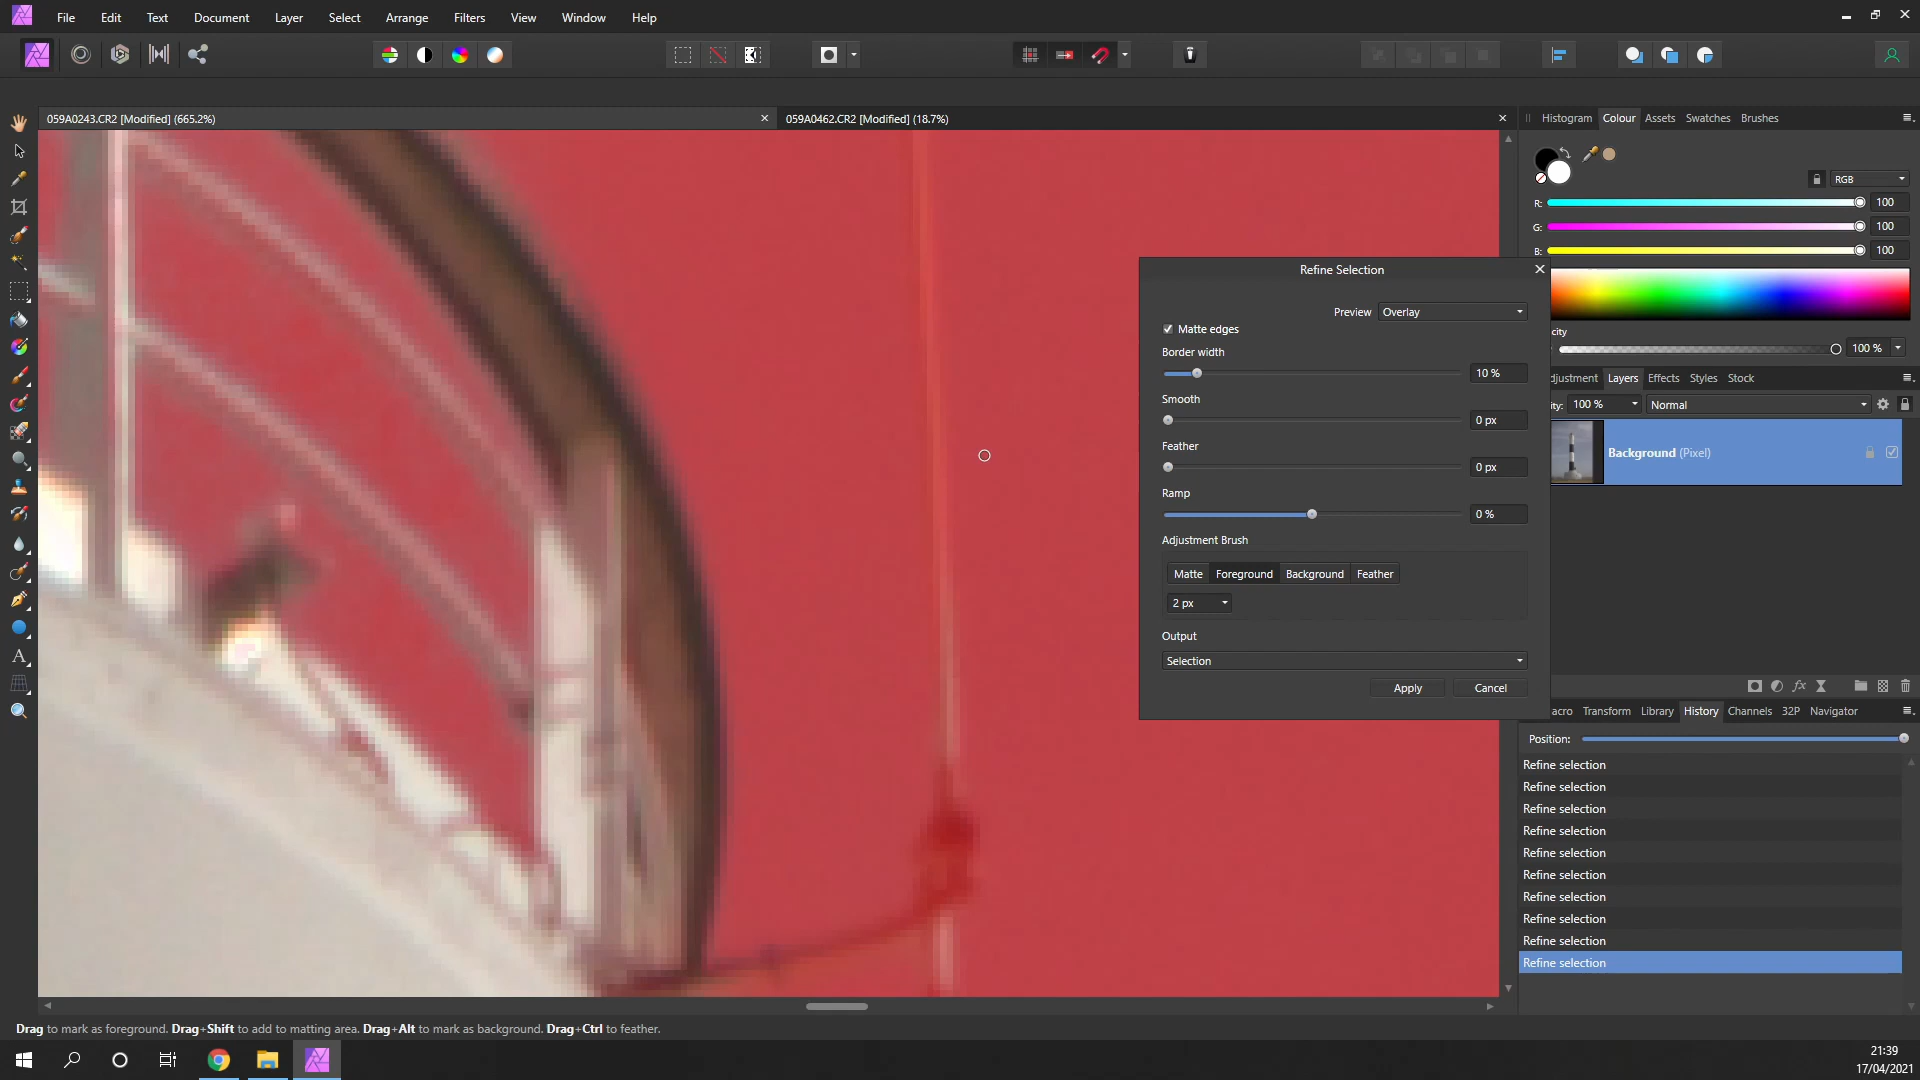 File Edit Text Document Layer Select Arrange Filters View Window Help
059A0243.CR2 [Modified] (665.2%)
059A0462.CR2 [Modified] (18.7%)
Histogram Colour Assets Swatches Brushes
RGB
R: 100
G: 100
B: 100
city
100 %
djustment Layers Effects Styles Stock
ity: 100 % Normal
Background (Pixel)
Refine Selection
Preview Overlay
Matte edges
Border width
10 %
Smooth
0 px
Feather
0 px
Ramp
0 %
Adjustment Brush
Matte Foreground Background Feather
2 px
Output
Selection
Apply Cancel
acro Transform Library History Channels 32P Navigator
Position:
Refine selection
Refine selection
Refine selection
Refine selection
Refine selection
Refine selection
Refine selection
Refine selection
Refine selection
Refine selection
Drag to mark as foreground. Drag+Shift to add to matting area. Drag+Alt to mark as background. Drag+Ctrl to feather.
21:39
17/04/2021